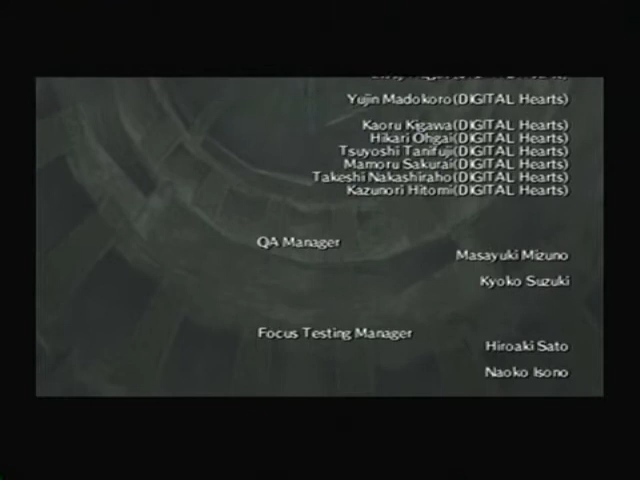 Yujin Madokoro(DIGITAL Hearts)
Kaoru Kigawa(DIGITAL Hearts)
Hikari Ohgai(DIGITAL Hearts)
Tsuyoshi Tanifuji(DIGITAL Hearts)
Mamoru Sakurai(DIGITAL Hearts)
Takeshi Nakashiraho(DIGITAL Hearts)
Kazunori Hitomi(DIGITAL Hearts)
QA Manager
Masayuki Mizuno
Kyoko Suzuki
Focus Testing Manager
Hiroaki Sato
Naoko Isono